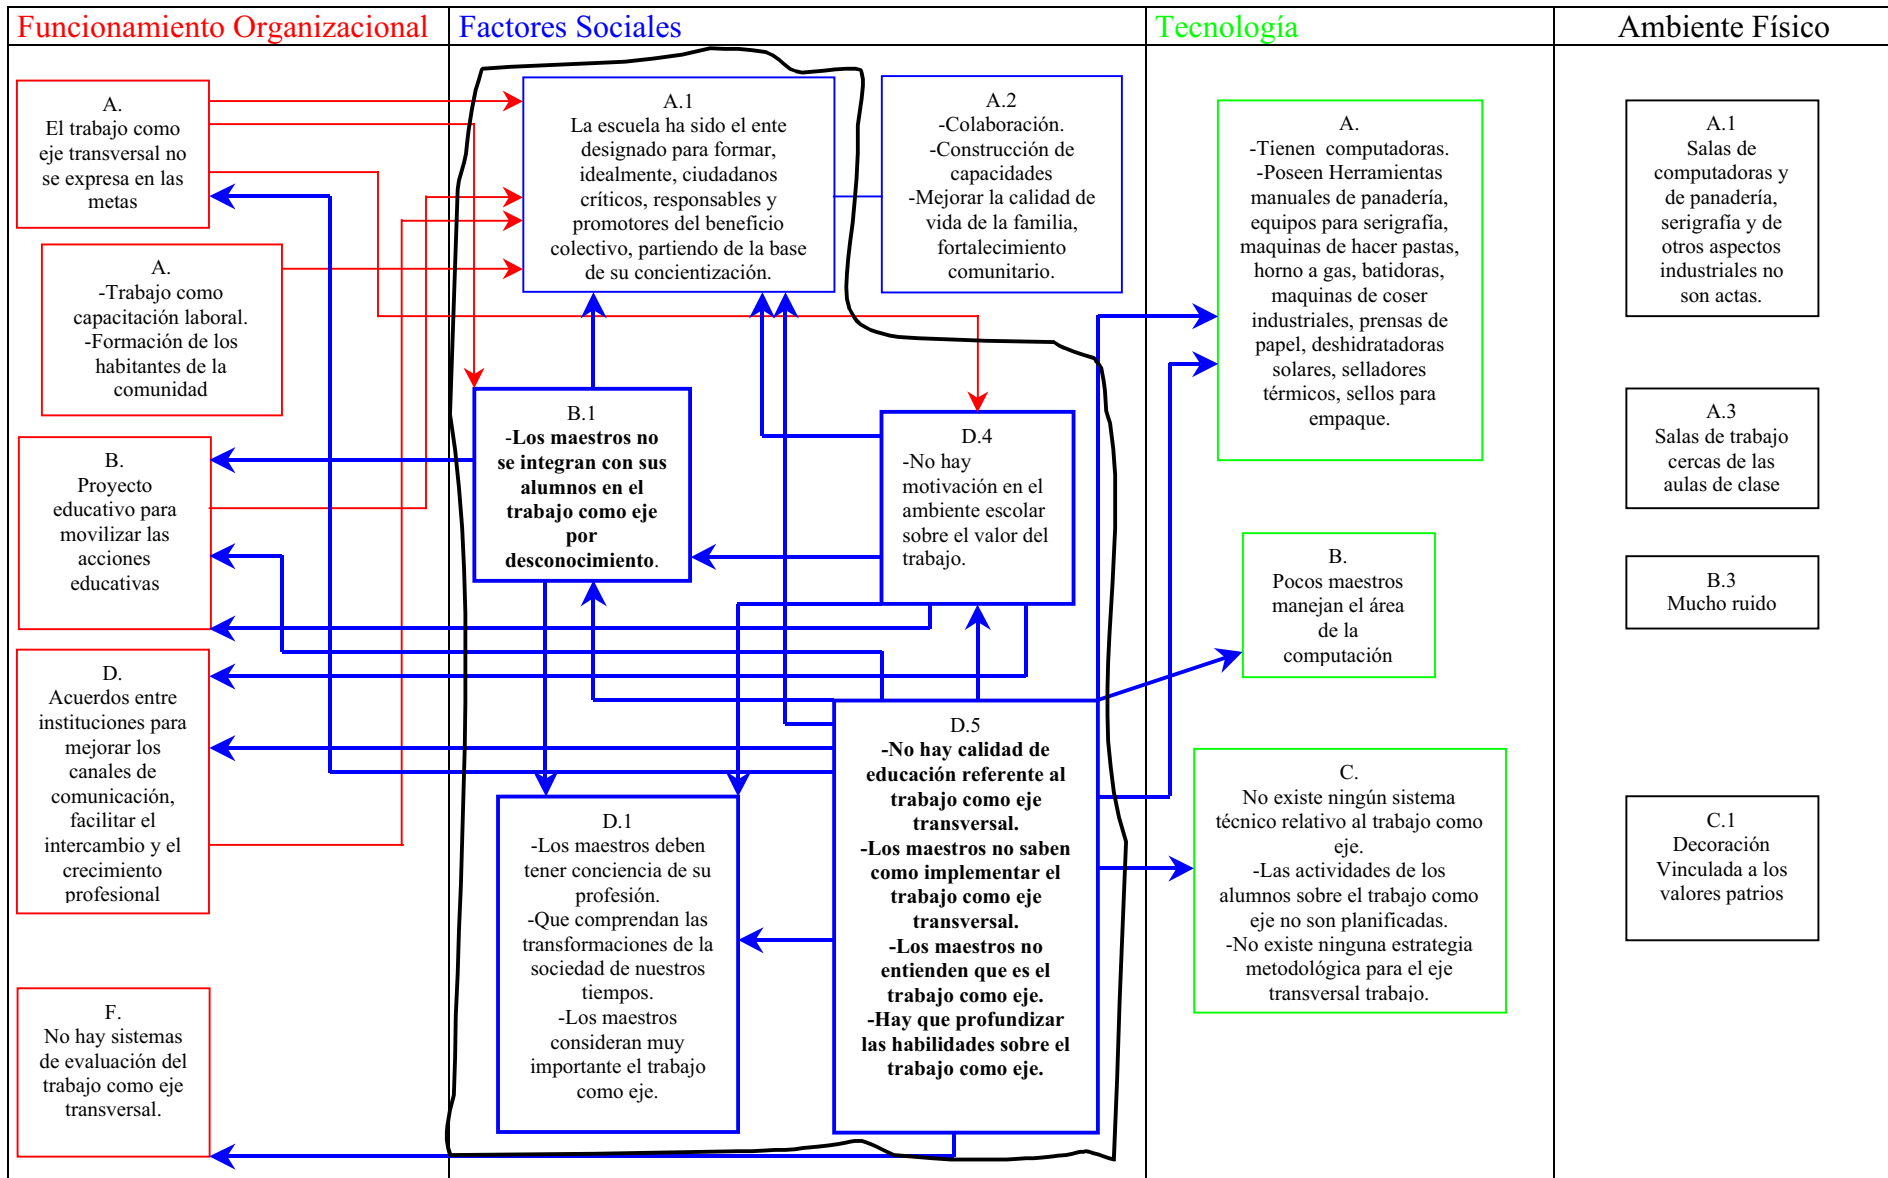 Funcionamiento Organizacional
Factores Sociales
Tecnología
Ambiente Físico
A.
El trabajo como
eje transversal no
se expresa en las
metas
A.
-Trabajo como
capacitación laboral.
-Formación de los
habitantes de la
comunidad
B.
Proyecto
educativo para
movilizar las
acciones
educativas
D.
Acuerdos entre
instituciones para
mejorar los
canales de
comunicación,
facilitar el
intercambio y el
crecimiento
profesional
F.
No hay sistemas
de evaluación del
trabajo como eje
transversal.
A.1
La escuela ha sido el ente
designado para formar,
idealmente, ciudadanos
críticos, responsables y
promotores del beneficio
colectivo, partiendo de la base
de su concientización.
A.2
-Colaboración.
-Construcción de
capacidades
-Mejorar la calidad de
vida de la familia,
fortalecimiento
comunitario.
B.1
-Los maestros no
se integran con sus
alumnos en el
trabajo como eje
por
desconocimiento.
D.4
-No hay
motivación en el
ambiente escolar
sobre el valor del
trabajo.
D.1
-Los maestros deben
tener conciencia de su
profesión.
-Que comprendan las
transformaciones de la
sociedad de nuestros
tiempos.
-Los maestros
consideran muy
importante el trabajo
como eje.
D.5
-No hay calidad de
educación referente al
trabajo como eje
transversal.
-Los maestros no saben
como implementar el
trabajo como eje
transversal.
-Los maestros no
entienden que es el
trabajo como eje.
-Hay que profundizar
las habilidades sobre el
trabajo como eje.
A.
-Tienen computadoras.
-Poseen Herramientas
manuales de panadería,
equipos para serigrafía,
maquinas de hacer pastas,
horno a gas, batidoras,
maquinas de coser
industriales, prensas de
papel, deshidratadoras
solares, selladores
térmicos, sellos para
empaque.
B.
Pocos maestros
manejan el área
de la
computación
C.
No existe ningún sistema
técnico relativo al trabajo como
eje.
-Las actividades de los
alumnos sobre el trabajo como
eje no son planificadas.
-No existe ninguna estrategia
metodológica para el eje
transversal trabajo.
A.1
Salas de
computadoras y
de panadería,
serigrafía y de
otros aspectos
industriales no
son actas.
A.3
Salas de trabajo
cercas de las
aulas de clase
B.3
Mucho ruido
C.1
Decoración
Vinculada a los
valores patrios